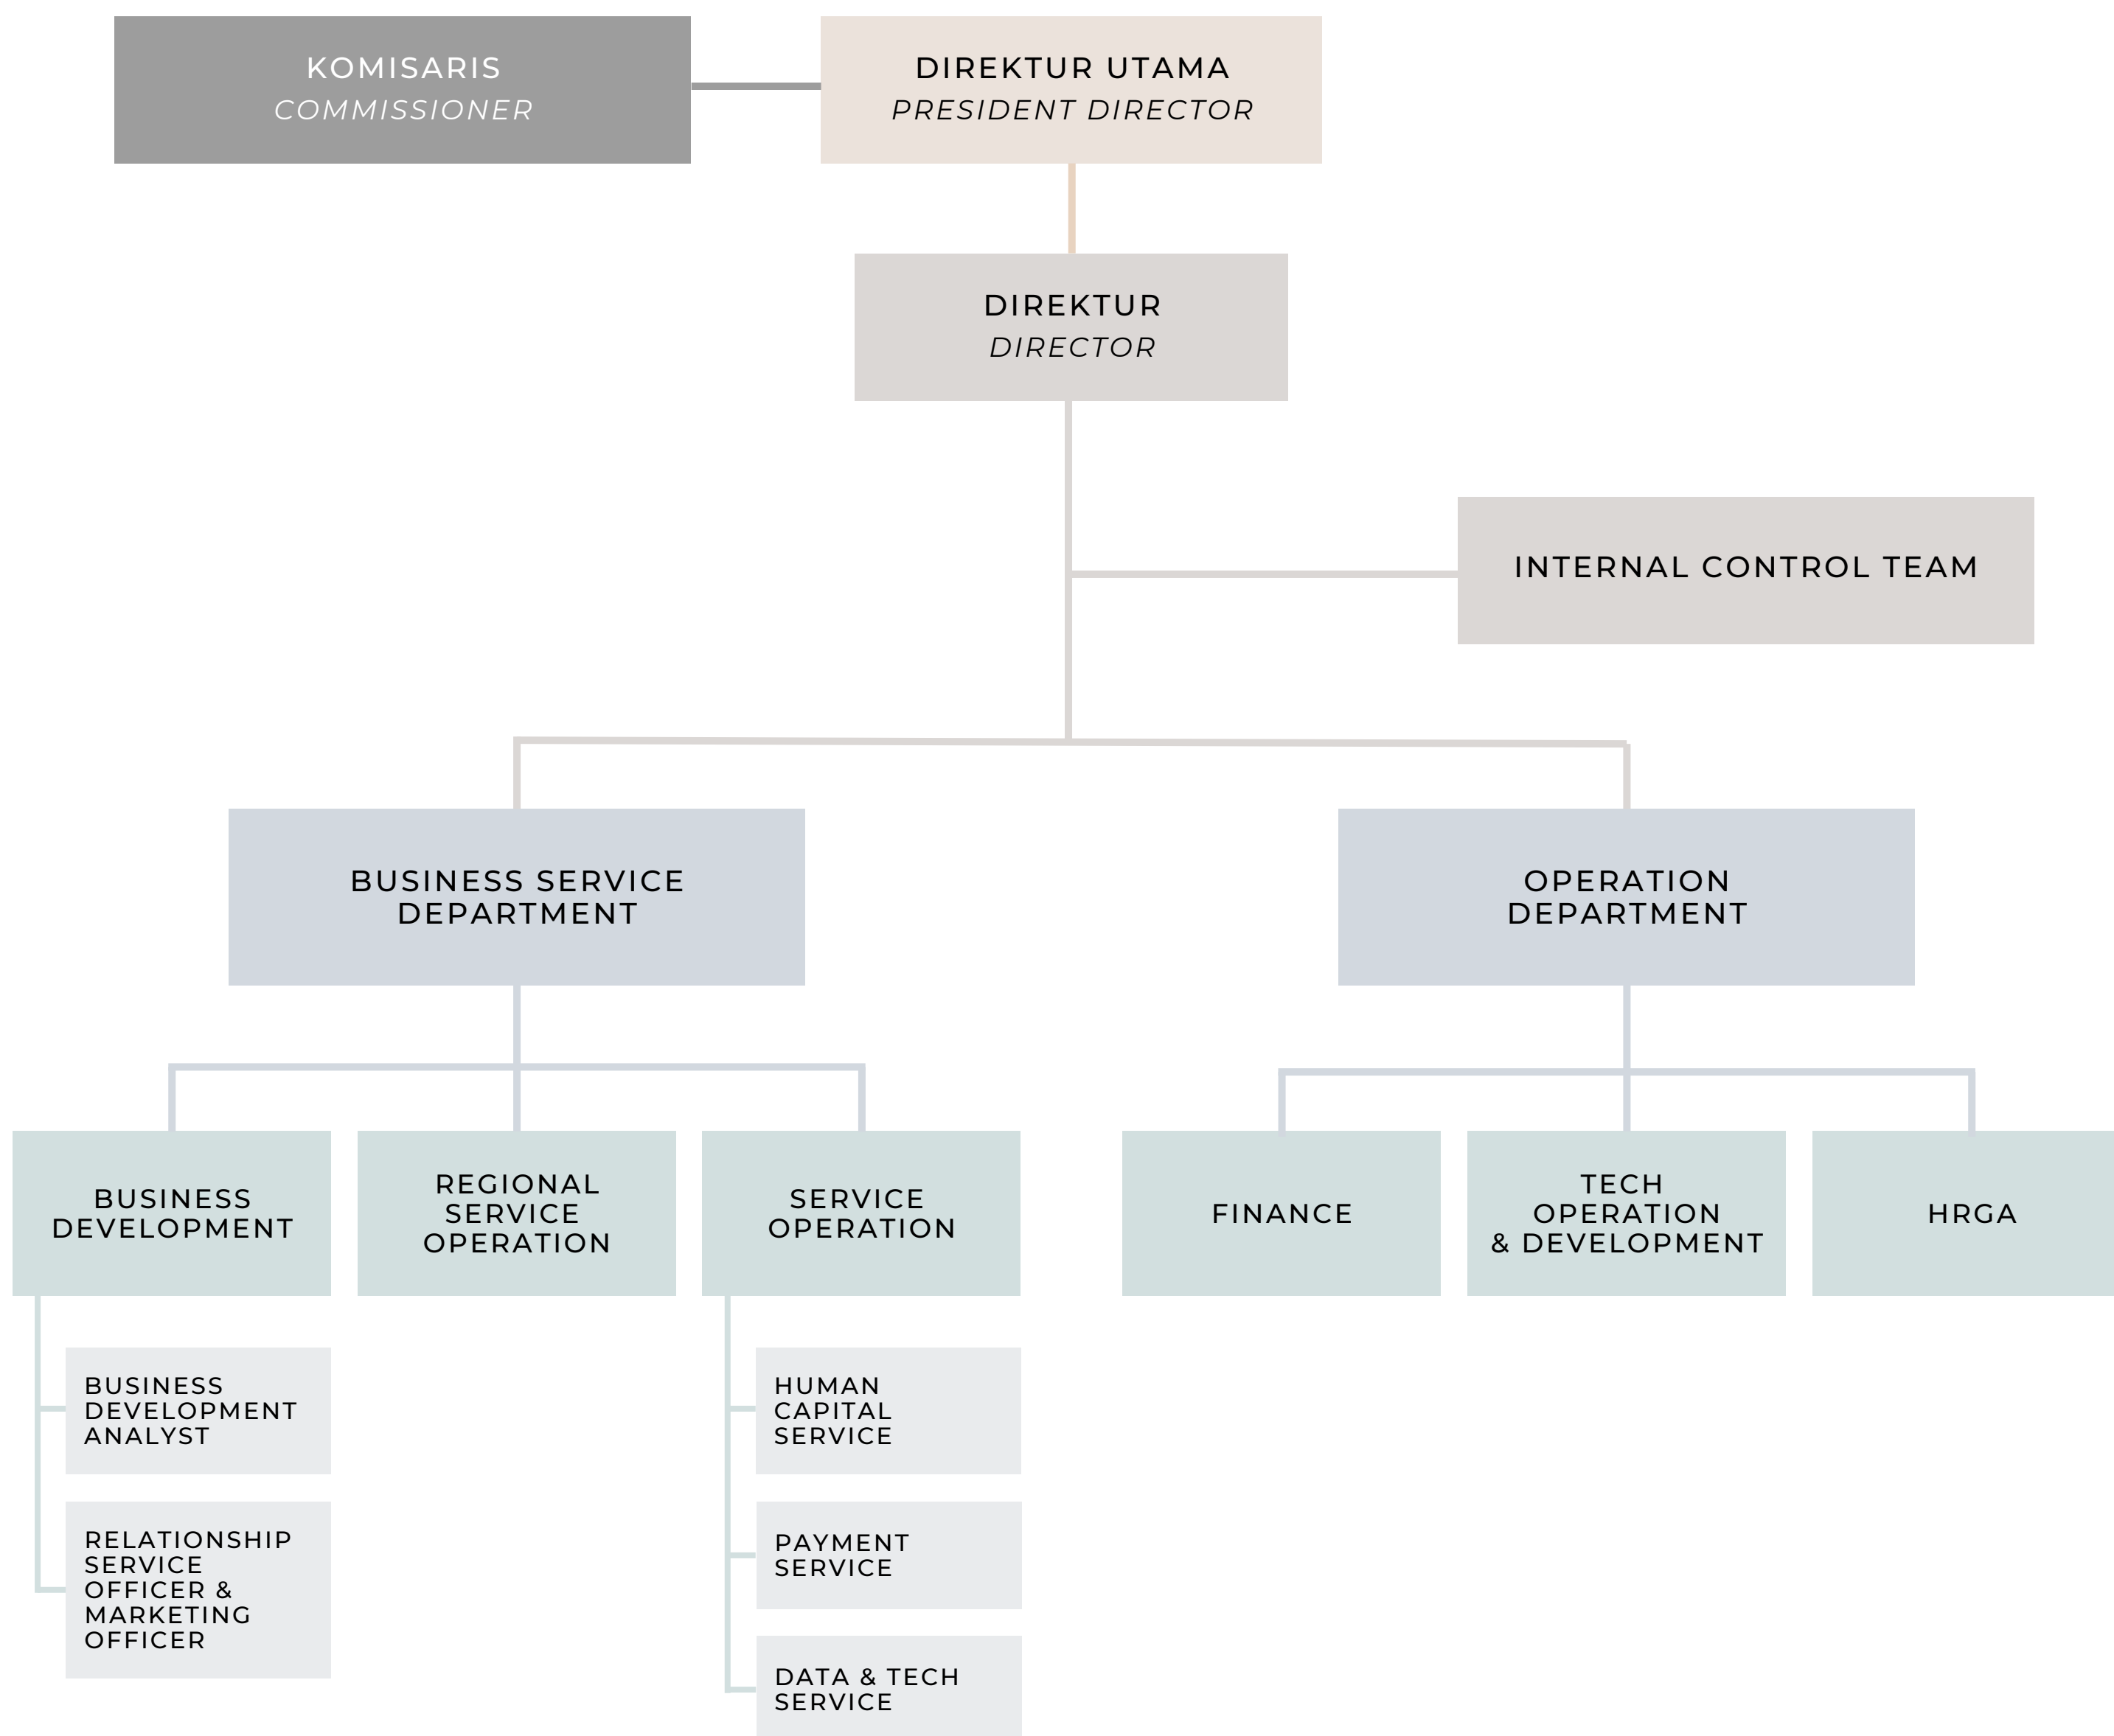 KOMISARIS
COMMISSIONER
DIREKTUR UTAMA
PRESIDENT DIRECTOR
DIREKTUR
DIRECTOR
INTERNAL CONTROL TEAM
BUSINESS SERVICE
DEPARTMENT
OPERATION
DEPARTMENT
BUSINESS
DEVELOPMENT
REGIONAL
SERVICE
OPERATION
SERVICE
OPERATION
FINANCE
TECH
OPERATION
& DEVELOPMENT
HRGA
BUSINESS
DEVELOPMENT
ANALYST
RELATIONSHIP
SERVICE
OFFICER &
MARKETING
OFFICER
HUMAN
CAPITAL
SERVICE
PAYMENT
SERVICE
DATA & TECH
SERVICE